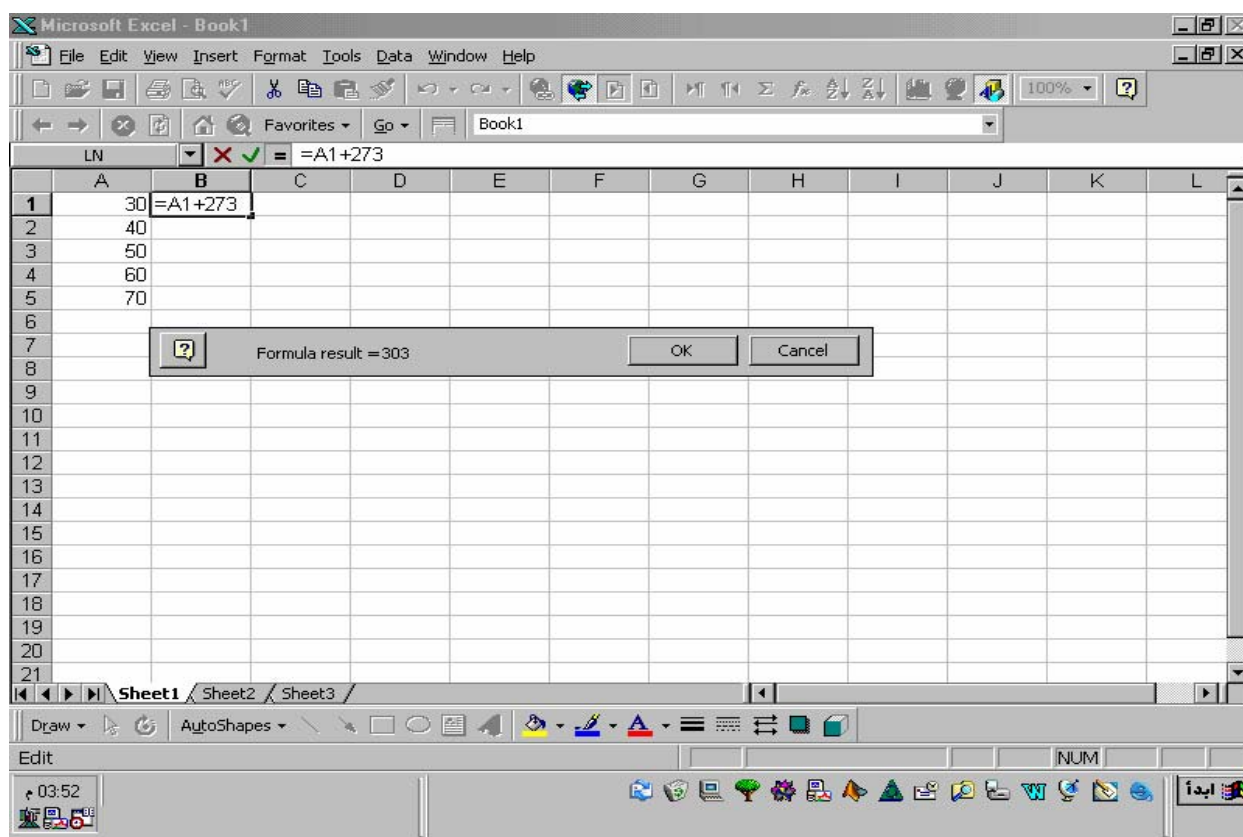 Microsoft Excel - Book1
File Edit View Insert Format Tools Data Window Help
100%
Favorites Go Book1
LN = =A1+273
A B C D E F G H I J K L
1 30 =A1+273
2 40
3 50
4 60
5 70
6
7
8
Formula result =303 OK Cancel
9
10
11
12
13
14
15
16
17
18
19
20
21
Sheet1 Sheet2 Sheet3
Draw AutoShapes A
Edit NUM
03:52 م
ابدأ